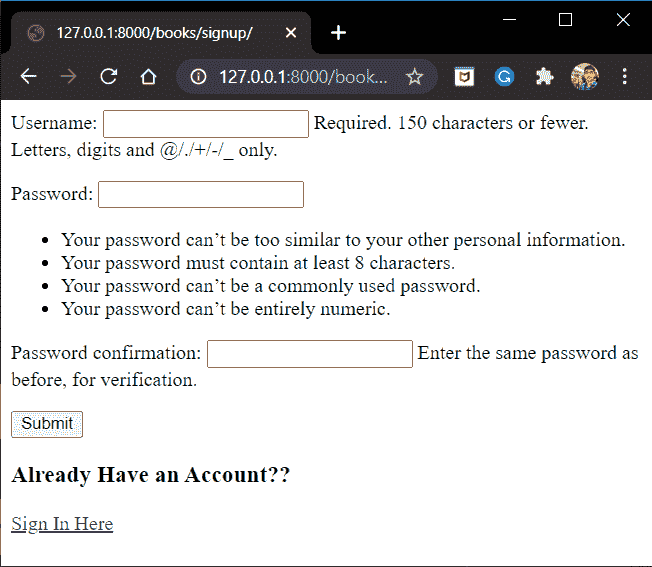 127.0.0.1:8000/books/signup/
127.0.0.1:8000/book...
Username: Required. 150 characters or fewer.
Letters, digits and @/./+/-/_ only.
Password:
Your password can’t be too similar to your other personal information.
Your password must contain at least 8 characters.
Your password can’t be a commonly used password.
Your password can’t be entirely numeric.
Password confirmation: Enter the same password as
before, for verification.
Submit
Already Have an Account??
Sign In Here